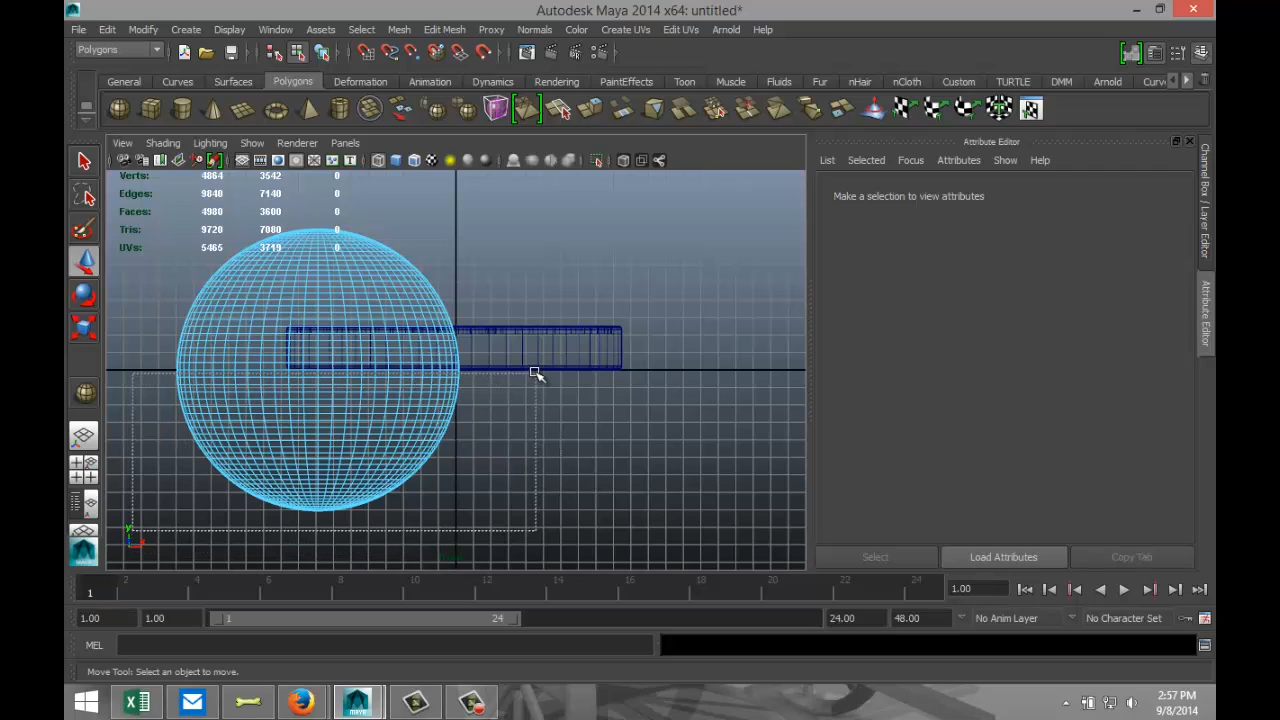 Autodesk Maya 2014 x64: untitled*
File Edit Modify Create Display Window Assets Select Mesh Edit Mesh Proxy Normals Color Create UVs Edit UVs Arnold Help
Polygons
General Curves Surfaces Polygons Deformation Animation Dynamics Rendering PaintEffects Toon Muscle Fluids Fur nHair nCloth Custom TURTLE DMM Arnold Curv
View Shading Lighting Show Renderer Panels
Attribute Editor
List Selected Focus Attributes Show Help
Verts: 4864 3542 0
Edges: 9840 7140 0
Faces: 4980 3600 0
Tris: 9720 7080 0
UVs: 5465 3719 0
Make a selection to view attributes
Channel Box / Layer Editor
Attribute Editor
y
Select Load Attributes Copy Tab
2 4 6 8 10 12 14 16 18 20 22 24
1
1.00
1.00 1.00 1 24 24.00 48.00 No Anim Layer No Character Set
MEL
Move Tool: Select an object to move.
2:57 PM
9/8/2014